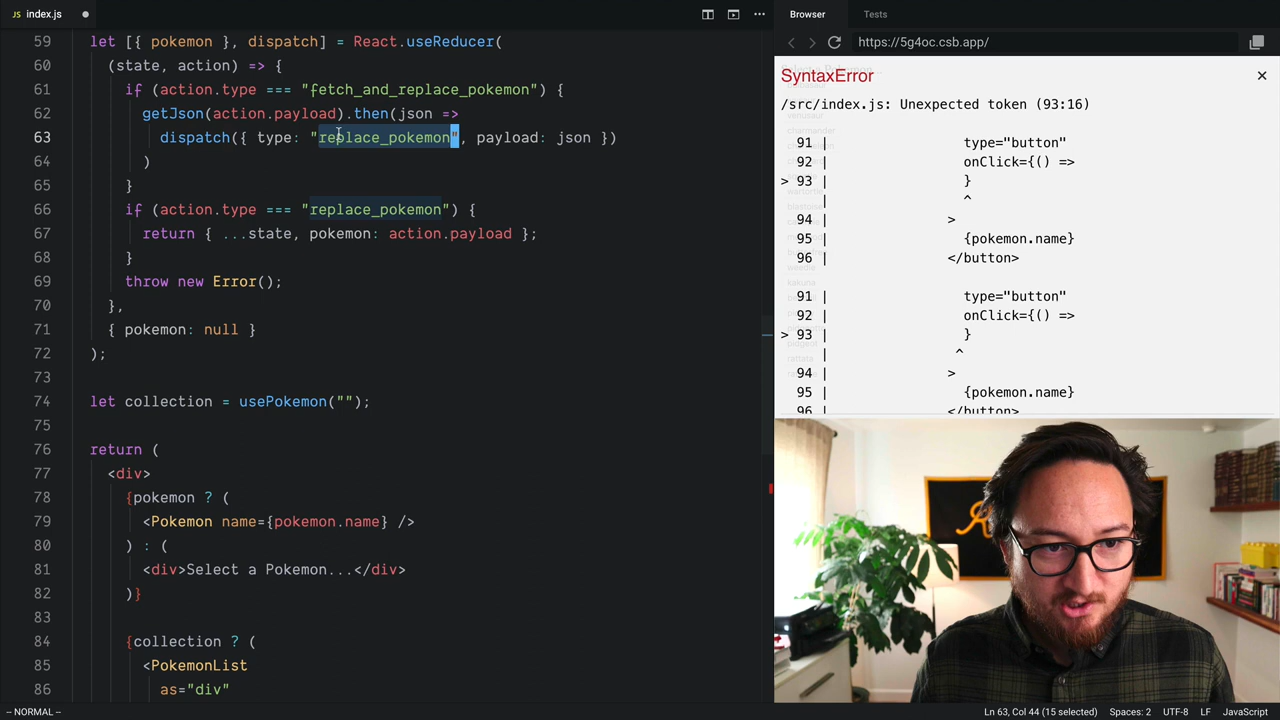 JS index.js
Browser
Tests
https://5g4oc.csb.app/
59 let [{ pokemon }, dispatch] = React.useReducer(
60 (state, action) => {
61 if (action.type === "fetch_and_replace_pokemon") {
62 getJson(action.payload).then(json =>
63 dispatch({ type: "replace_pokemon", payload: json })
64 )
65 }
66 if (action.type === "replace_pokemon") {
67 return { ...state, pokemon: action.payload };
68 }
69 throw new Error();
70 },
71 { pokemon: null }
72 );
73
74 let collection = usePokemon("");
75
76 return (
77 <div>
78 {pokemon ? (
79 <Pokemon name={pokemon.name} />
80 ) : (
81 <div>Select a Pokemon...</div>
82 )}
83
84 {collection ? (
85 <PokemonList
86 as="div"
SyntaxError
/src/index.js: Unexpected token (93:16)
91 | type="button"
92 | onClick={() =>
> 93 | }
| ^
94 | >
95 | {pokemon.name}
96 | </button>
91 | type="button"
92 | onClick={() =>
> 93 | }
| ^
94 | >
95 | {pokemon.name}
96 | </button>
-- NORMAL --
Ln 63, Col 44 (15 selected)
Spaces: 2
UTF-8
LF
JavaScript